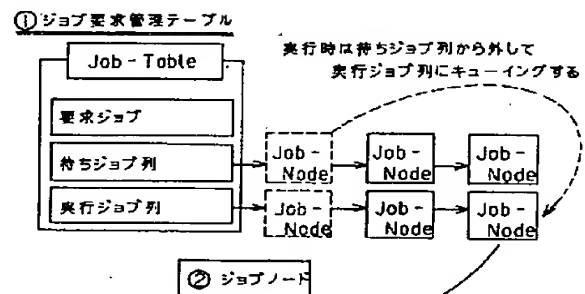 ① ジョブ要求管理テーブル
実行時は待ちジョブ列から外して
実行ジョブ列にキューイングする
Job-Table
要求ジョブ
待ちジョブ列
Job-
Node
Job-
Node
Job-
Node
実行ジョブ列
Job-
Node
Job-
Node
Job-
Node
② ジョブノード